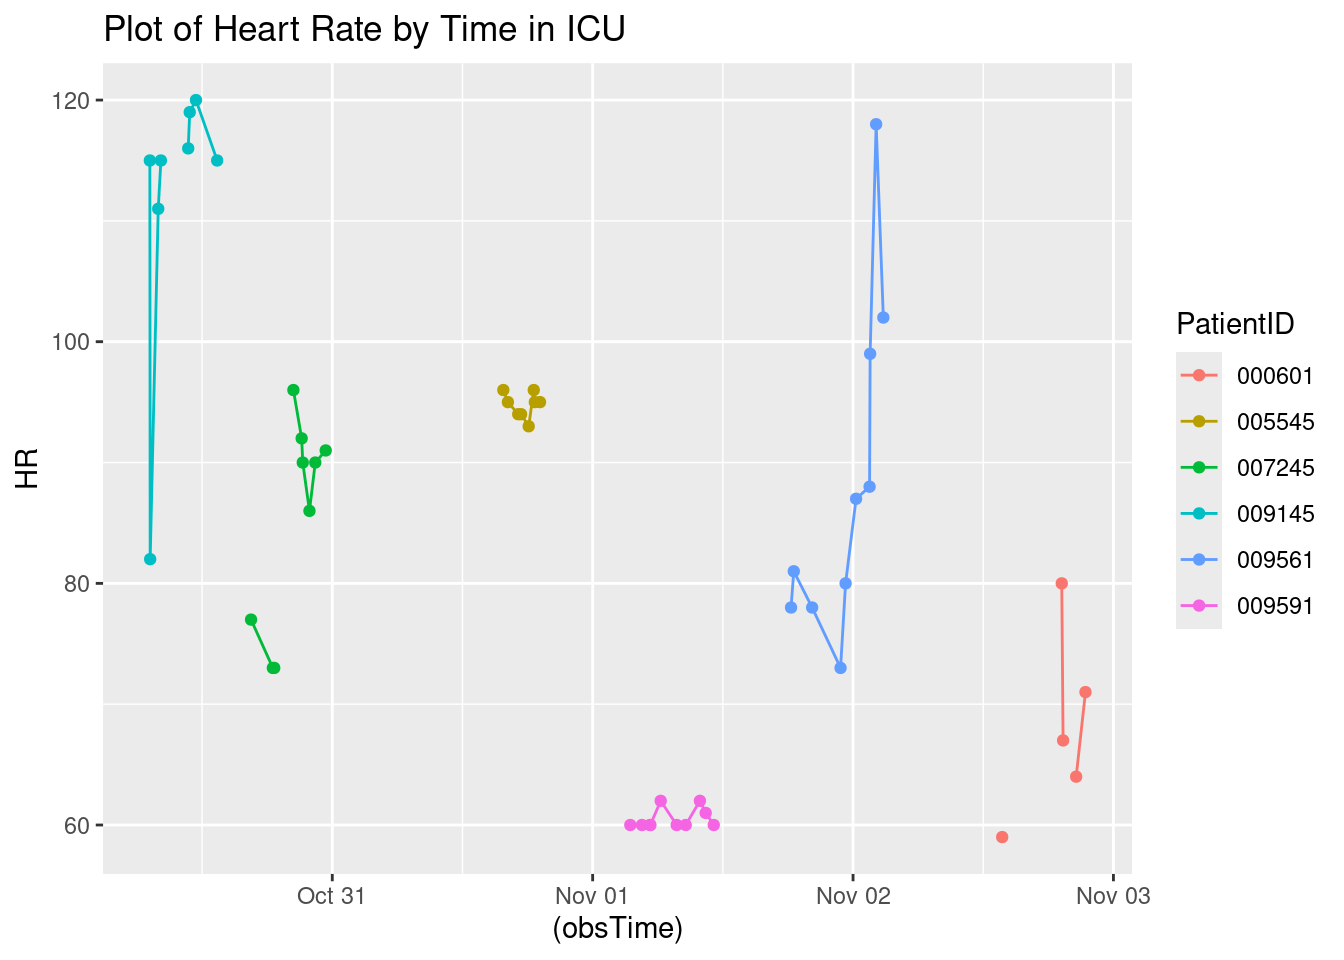 Plot of Heart Rate by Time in ICU
120
100
80
60
HR
Oct 31
Nov 01
Nov 02
Nov 03
(obsTime)
PatientID
000601
005545
007245
009145
009561
009591